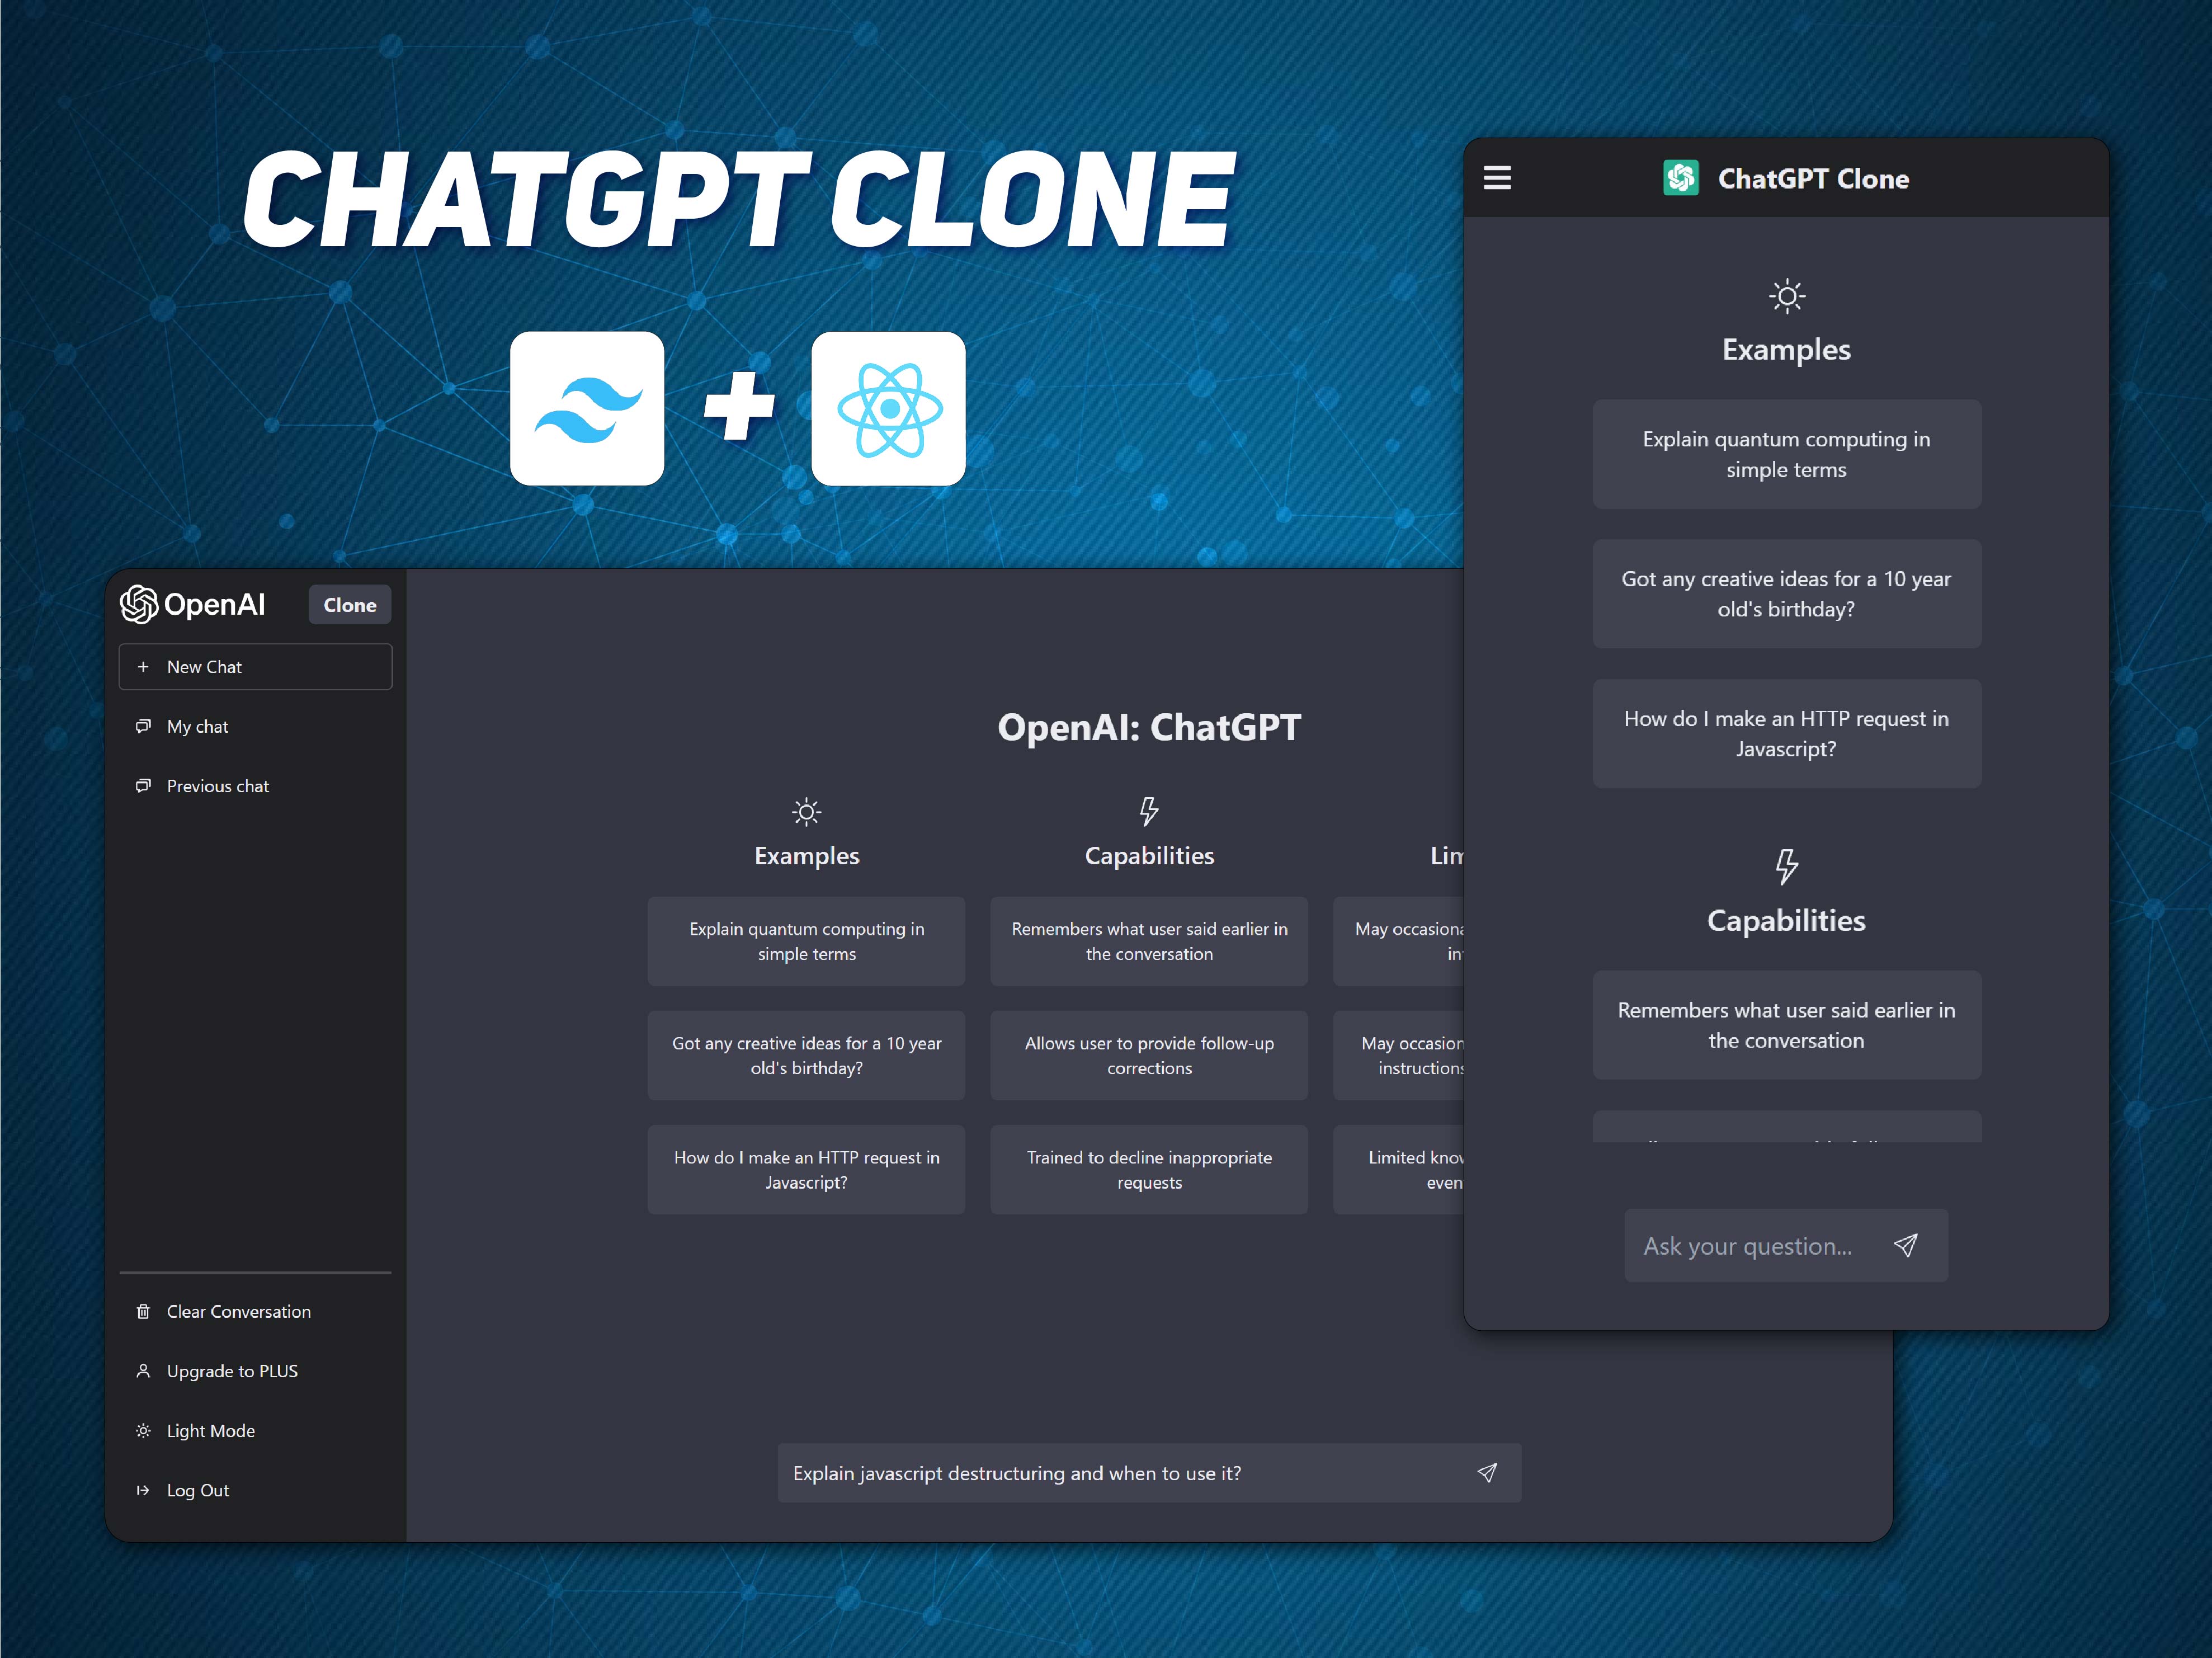 CHATGPT CLONE
OpenAI
Clone
New Chat
My chat
Previous chat
Clear Conversation
Upgrade to PLUS
Light Mode
Log Out
OpenAI: ChatGPT
Examples
Explain quantum computing in
simple terms
Got any creative ideas for a 10 year
old's birthday?
How do I make an HTTP request in
Javascript?
Capabilities
Remembers what user said earlier in
the conversation
Allows user to provide follow-up
corrections
Trained to decline inappropriate
requests
May
May
instructions
Limited
Explain javascript destructuring and when to use it?
ChatGPT Clone
Examples
Explain quantum computing in
simple terms
Got any creative ideas for a 10 year
old's birthday?
How do I make an HTTP request in
Javascript?
Capabilities
Remembers what user said earlier in
the conversation
Ask your question...